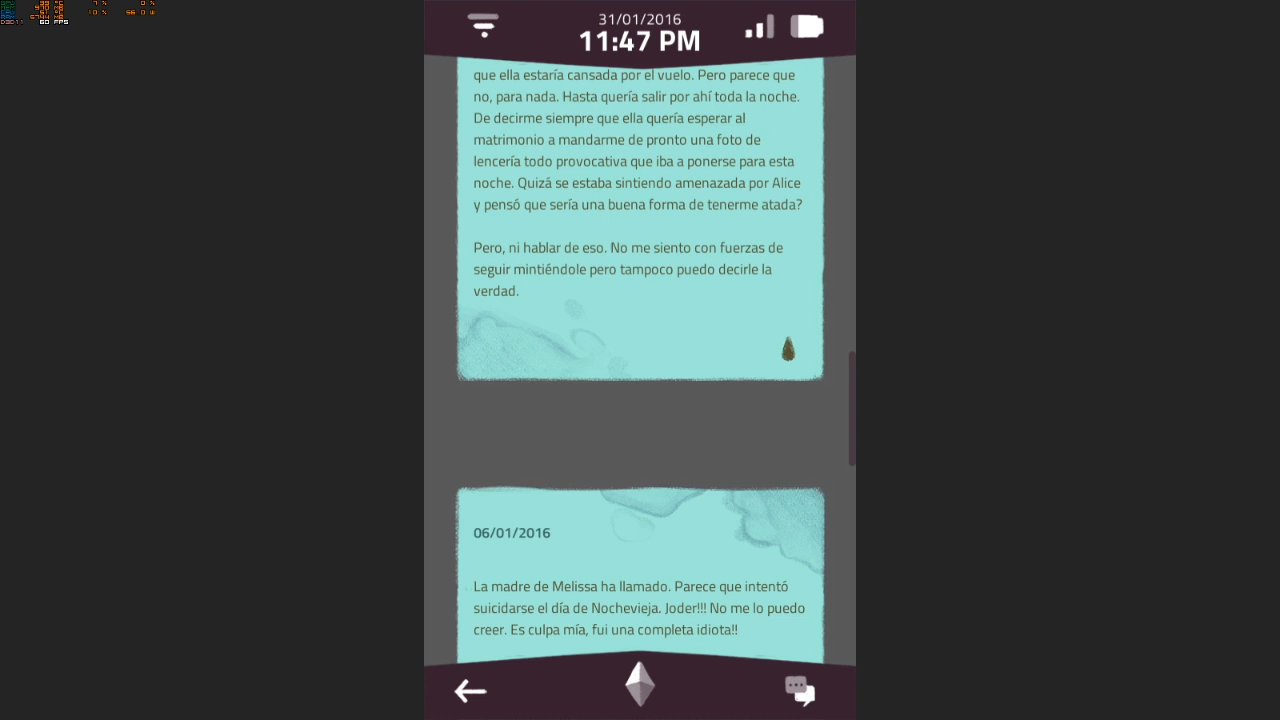 31/01/2016
11:47 PM
60 FPS
que ella estaría cansada por el vuelo. Pero parece que
no, para nada. Hasta quería salir por ahí toda la noche.
De decirme siempre que ella quería esperar al
matrimonio a mandarme de pronto una foto de
lencería todo provocativa que iba a ponerse para esta
noche. Quizá se estaba sintiendo amenazada por Alice
y pensó que sería una buena forma de tenerme atada?
Pero, ni hablar de eso. No me siento con fuerzas de
seguir mintiéndole pero tampoco puedo decirle la
verdad.
06/01/2016
La madre de Melissa ha llamado. Parece que intentó
suicidarse el día de Nochevieja. Joder!!! No me lo puedo
creer. Es culpa mía, fui una completa idiota!!